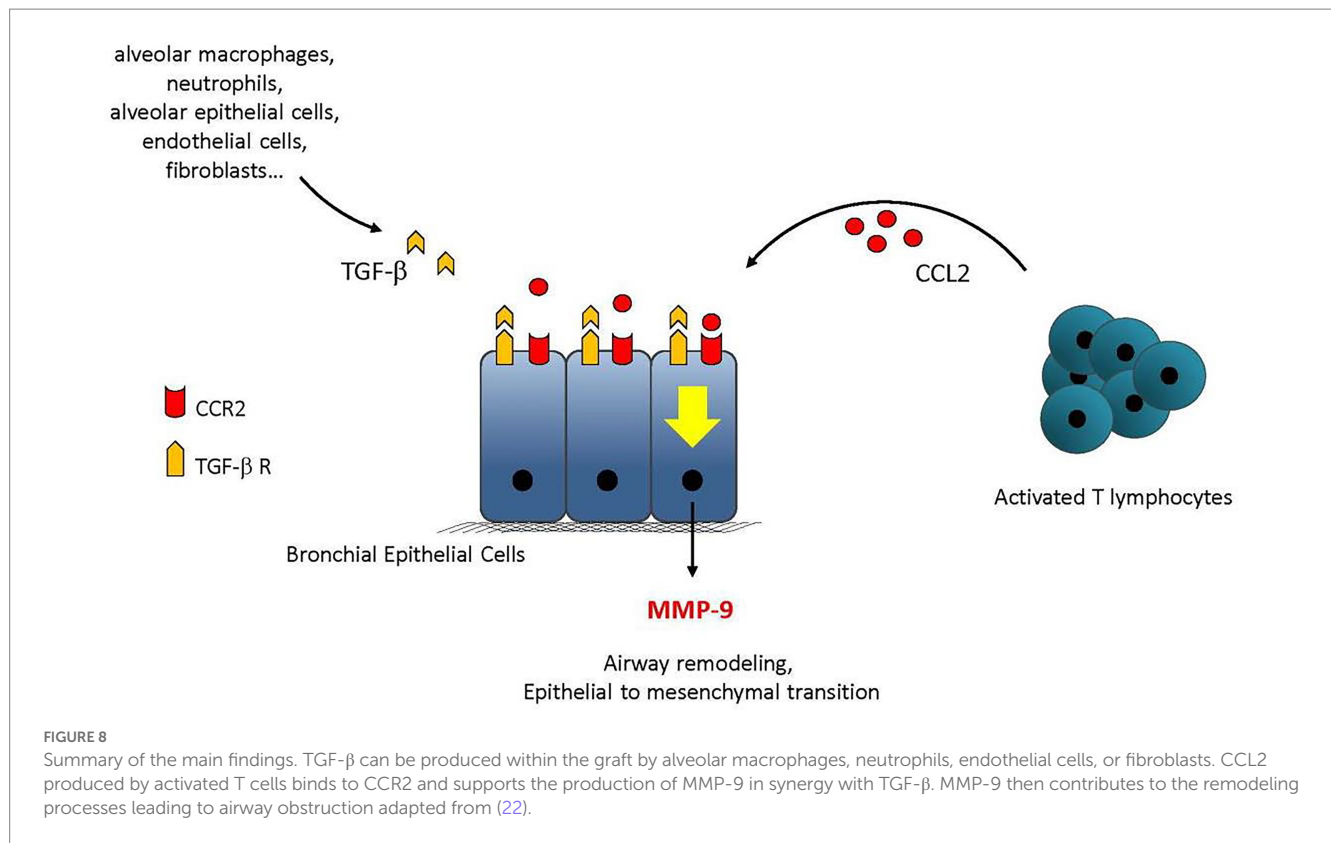 alveolar macrophages,
neutrophils,
alveolar epithelial cells,
endothelial cells,
fibroblasts...
TGF-β
CCL2
CCR2
TGF-β R
Activated T lymphocytes
Bronchial Epithelial Cells
MMP-9
Airway remodeling,
Epithelial to mesenchymal transition
FIGURE 8
Summary of the main findings. TGF-β can be produced within the graft by alveolar macrophages, neutrophils, endothelial cells, or fibroblasts. CCL2
produced by activated T cells binds to CCR2 and supports the production of MMP-9 in synergy with TGF-β. MMP-9 then contributes to the remodeling
processes leading to airway obstruction adapted from (22).